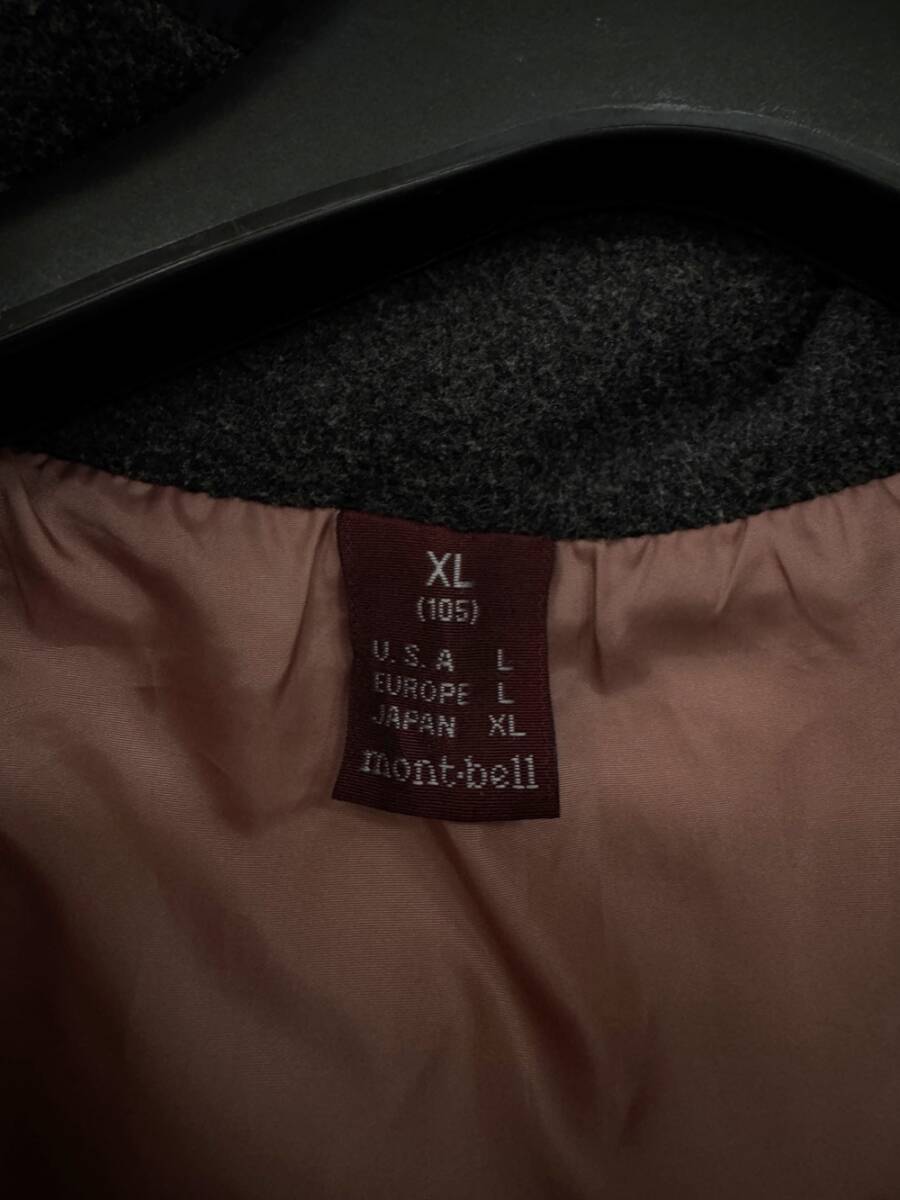 XL
(105)
U.S.A L
EUROPE L
JAPAN XL
mont·bell